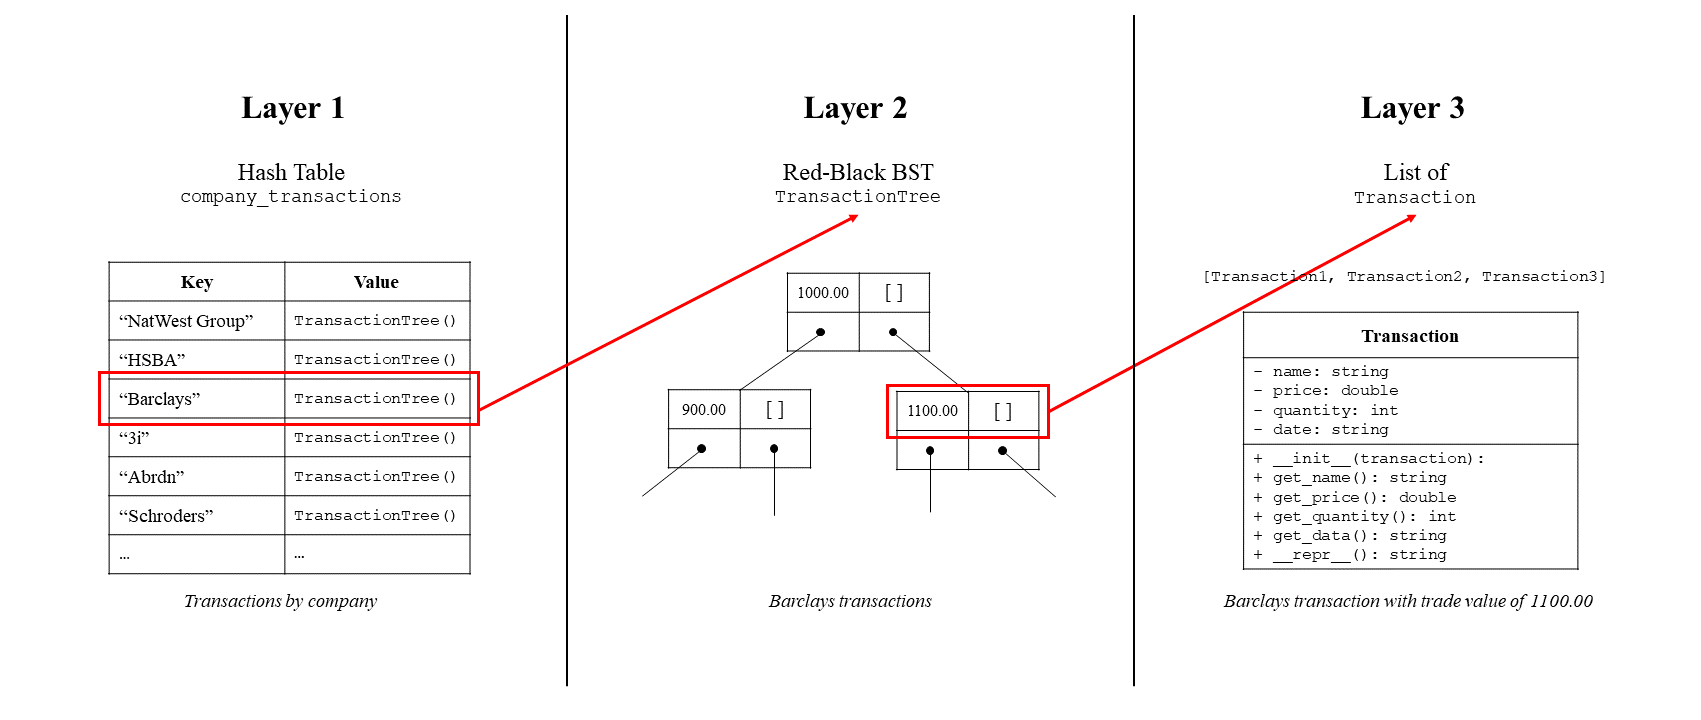 Layer 1
Hash Table
company_transactions
Key Value
“NatWest Group” TransactionTree()
“HSBA” TransactionTree()
“Barclays” TransactionTree()
“3i” TransactionTree()
“Abrdn” TransactionTree()
“Schroders” TransactionTree()
... ...
Transactions by company
Layer 2
Red-Black BST
TransactionTree
1000.00 [ ]
900.00 [ ]
1100.00 [ ]
Barclays transactions
Layer 3
List of
Transaction
[Transaction1, Transaction2, Transaction3]
Transaction
- name: string
- price: double
- quantity: int
- date: string
+ __init__(transaction):
+ get_name(): string
+ get_price(): double
+ get_quantity(): int
+ get_data(): string
+ __repr__(): string
Barclays transaction with trade value of 1100.00